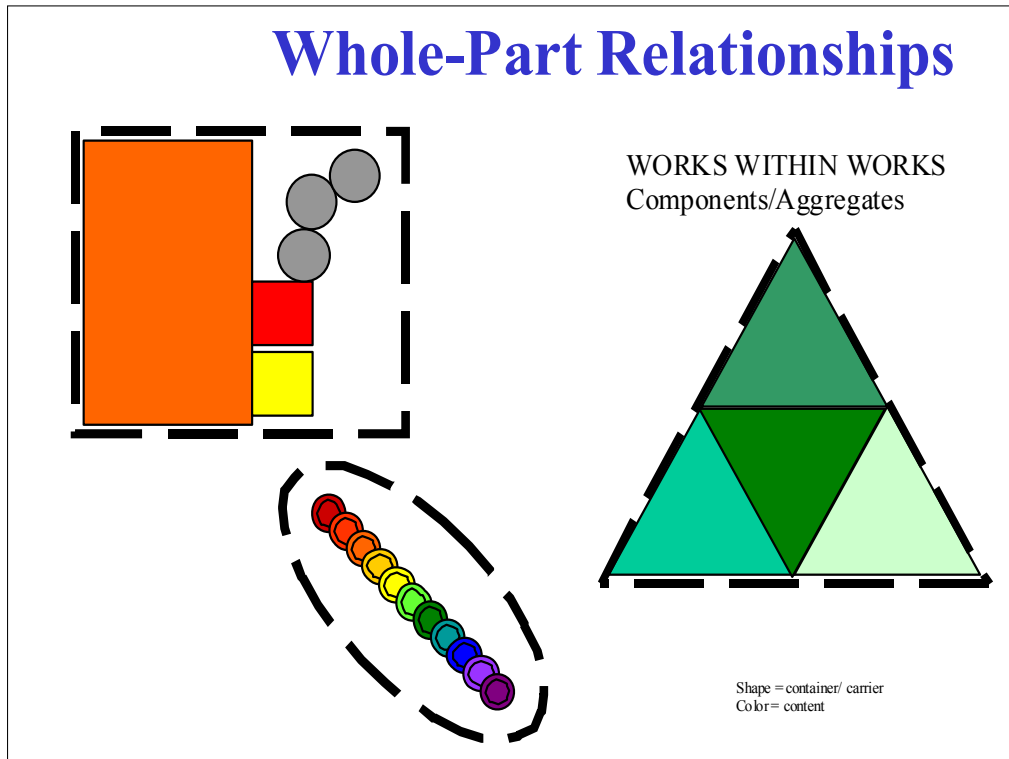 Whole-Part Relationships
WORKS WITHIN WORKS
Components/Aggregates
Shape = container/ carrier
Color = content